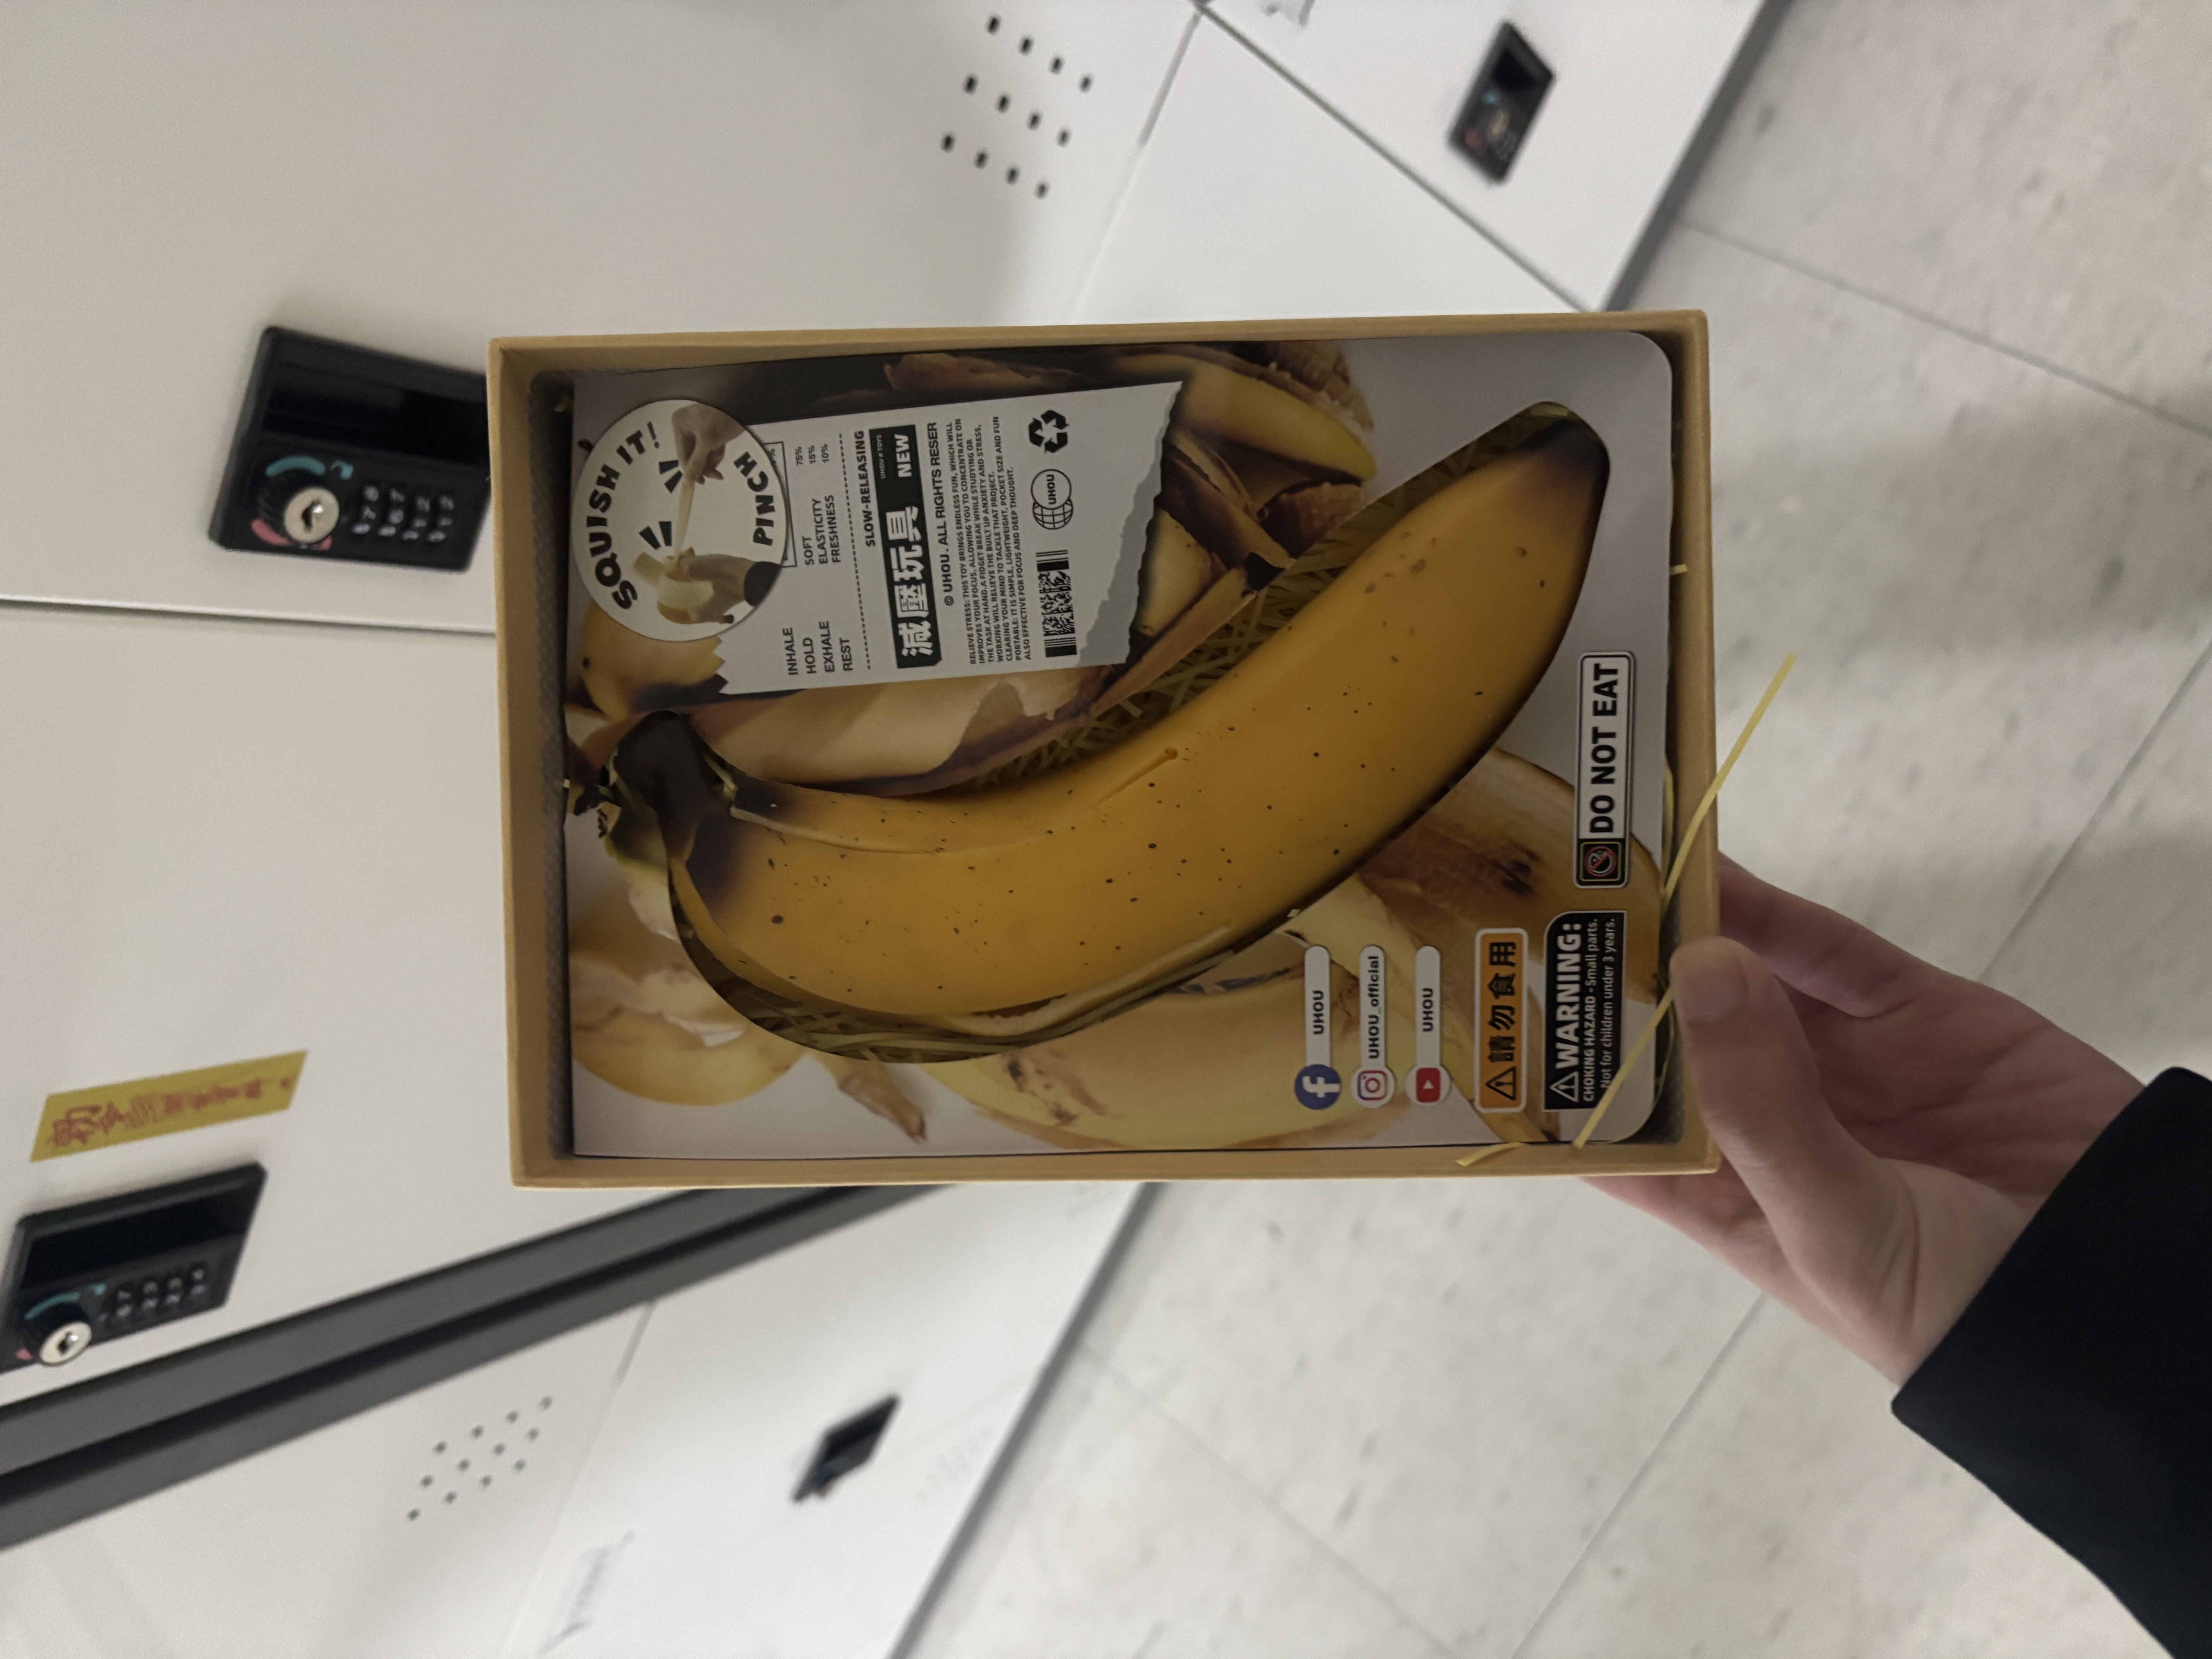 勅令
SQUISH IT!
PINCH
INHALE
HOLD
EXHALE
REST
SOFT 75%
ELASTICITY 15%
FRESHNESS 10%
SLOW-RELEASING
UHOU # TOYS
減壓玩具 NEW
© UHOU. ALL RIGHTS RESER
RELIEVE STRESS: THIS TOY BRINGS ENDLESS FUN, WHICH WILL
IMPROVES YOUR FOCUS, ALLOWING YOU TO CONCENTRATE ON
THE TASK AT HAND.A FIDGET BREAK WHILE STUDYING OR
WORKING WILL RELIEVE THE BUILT UP ANXIETY AND STRESS,
CLEARING YOUR MIND TO TACKLE THAT PROJECT.
PORTABLE: IT IS SIMPLE, LIGHTWEIGHT, POCKET SIZE AND FUN
ALSO EFFECTIVE FOR FOCUS AND DEEP THOUGHT.
UHOU
UHOU
UHOU_official
UHOU
請勿食用
WARNING:
CHOKING HAZARD - Small parts.
Not for children under 3 years.
DO NOT EAT